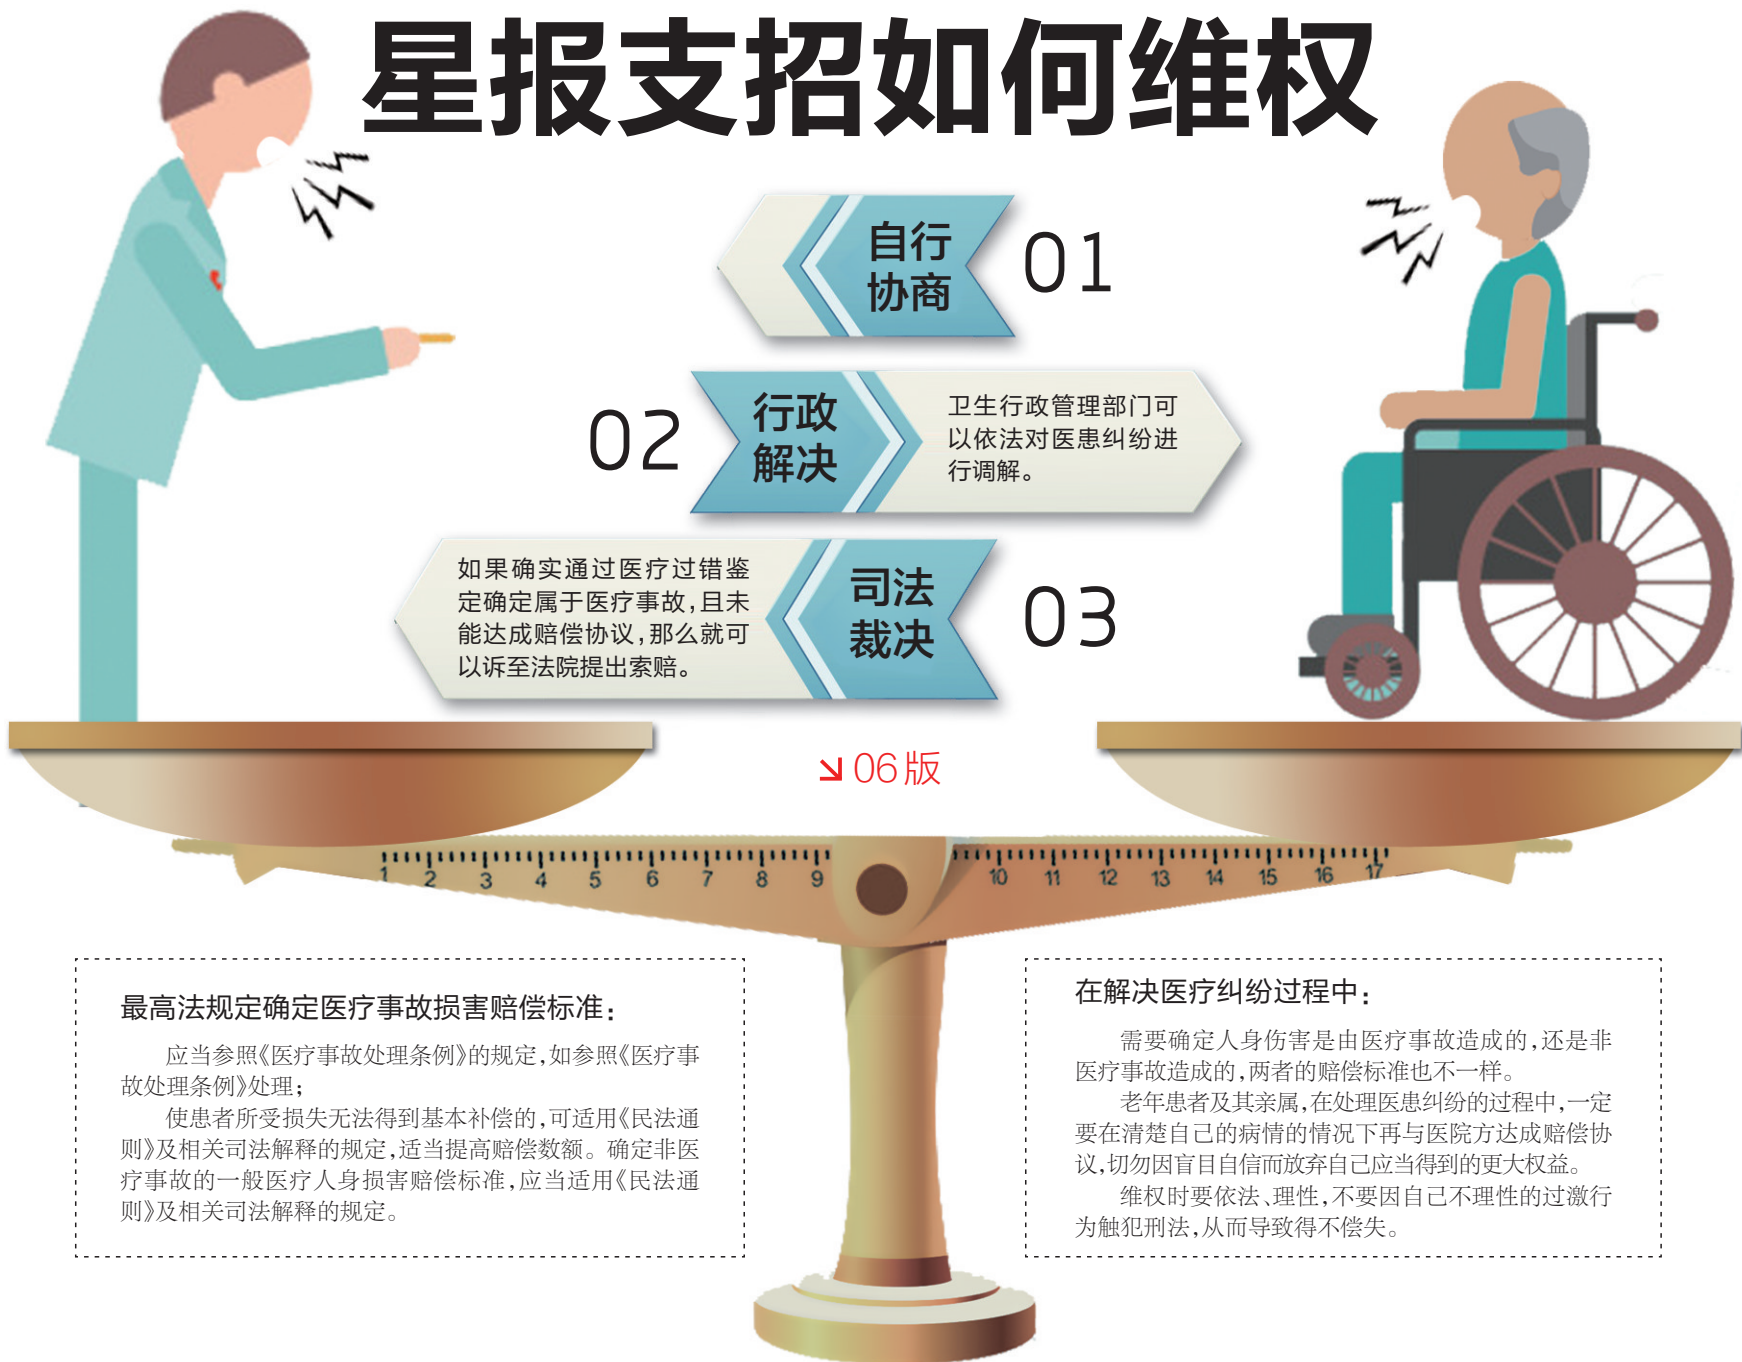 星报支招如何维权
自行
协商
01
02
行政
解决
卫生行政管理部门可
以依法对医患纠纷进
行调解。
如果确实通过医疗过错鉴
定确定属于医疗事故,且未
能达成赔偿协议,那么就可
以诉至法院提出索赔。
司法
裁决
03
06版
1 2 3 4 5 6 7 8 9 10 11 12 13 14 15 16 17
最高法规定确定医疗事故损害赔偿标准:
应当参照《医疗事故处理条例》的规定,如参照《医疗事
故处理条例》处理;
使患者所受损失无法得到基本补偿的,可适用《民法通
则》及相关司法解释的规定,适当提高赔偿数额。确定非医
疗事故的一般医疗人身损害赔偿标准,应当适用《民法通
则》及相关司法解释的规定。
在解决医疗纠纷过程中:
需要确定人身伤害是由医疗事故造成的,还是非
医疗事故造成的,两者的赔偿标准也不一样。
老年患者及其亲属,在处理医患纠纷的过程中,一定
要在清楚自己的病情的情况下再与医院方达成赔偿协
议,切勿因盲目自信而放弃自己应当得到的更大权益。
维权时要依法、理性,不要因自己不理性的过激行
为触犯刑法,从而导致得不偿失。